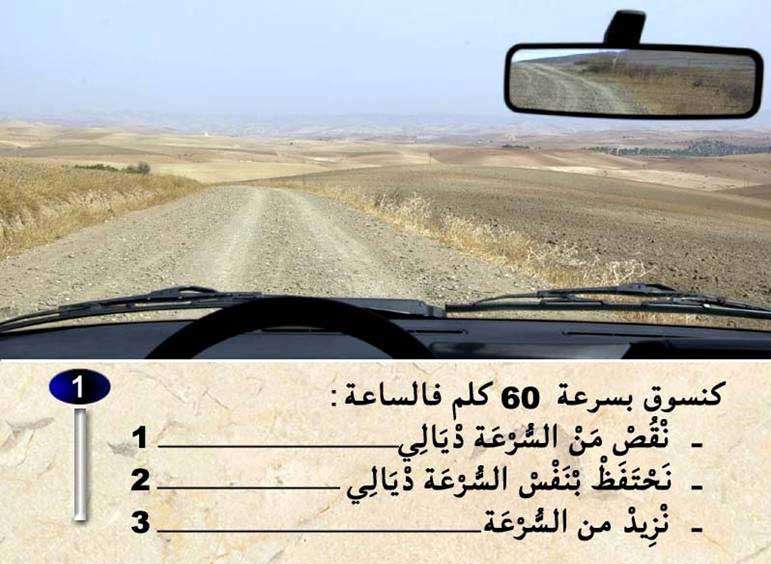 1
كنسوق بسرعة 60 كلم فالساعة :
- نْقُصْ مَنْ السُّرْعَة دْيَالِي 1
- نَحْتَفَظْ بْنَفْسْ السُّرْعَة دْيَالِي 2
- نْزِيدْ من السُّرْعَة 3